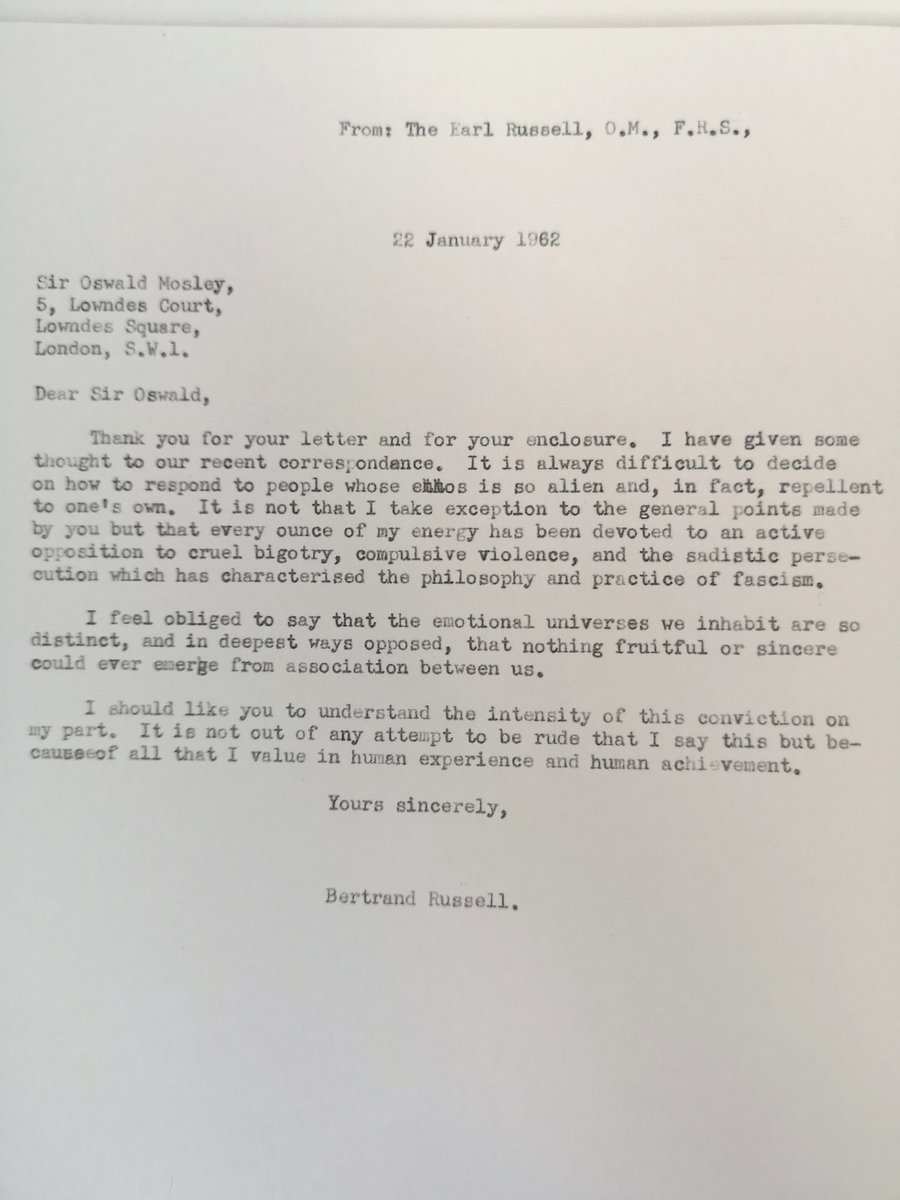 From: The Earl Russell, O.M., F.R.S.,
22 January 1962
Sir Oswald Mosley,
5, Lowndes Court,
Lowndes Square,
London, S.W.1.
Dear Sir Oswald,
Thank you for your letter and for your enclosure. I have given some
thought to our recent correspondance. It is always difficult to decide
on how to respond to people whose ethos is so alien and, in fact, repellent
to one's own. It is not that I take exception to the general points made
by you but that every ounce of my energy has been devoted to an active
opposition to cruel bigotry, compulsive violence, and the sadistic perse-
cution which has characterised the philosophy and practice of fascism.
I feel obliged to say that the emotional universes we inhabit are so
distinct, and in deepest ways opposed, that nothing fruitful or sincere
could ever emerge from association between us.
I should like you to understand the intensity of this conviction on
my part. It is not out of any attempt to be rude that I say this but be-
cause of all that I value in human experience and human achievement.
Yours sincerely,
Bertrand Russell.